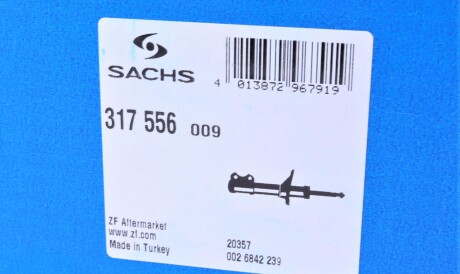 SACHS
4 013872 967919
317 556 009
ZF Aftermarket
www.zf.com
Made in Turkey
20357
002 6842 239